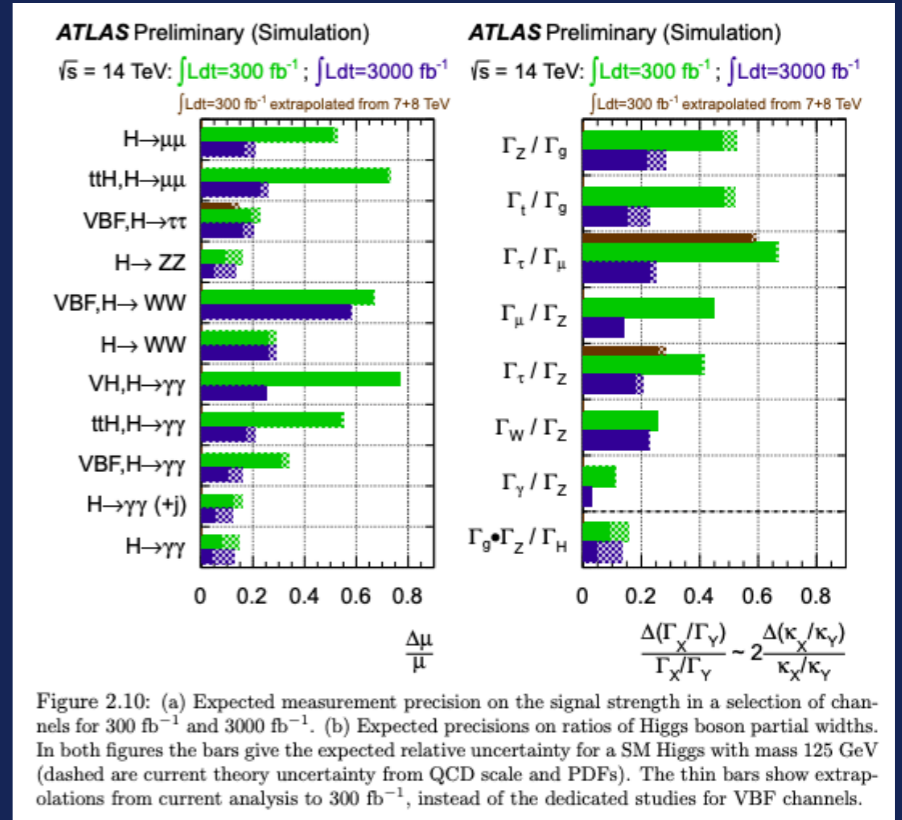 ATLAS Preliminary (Simulation)
√s = 14 TeV: ∫Ldt=300 fb⁻¹ ; ∫Ldt=3000 fb⁻¹
∫Ldt=300 fb⁻¹ extrapolated from 7+8 TeV
H→μμ
ttH,H→μμ
VBF,H→ττ
H→ ZZ
VBF,H→ WW
H→ WW
VH,H→γγ
ttH,H→γγ
VBF,H→γγ
H→γγ (+j)
H→γγ
0 0.2 0.4 0.6 0.8
Δμ
μ
ATLAS Preliminary (Simulation)
√s = 14 TeV: ∫Ldt=300 fb⁻¹ ; ∫Ldt=3000 fb⁻¹
∫Ldt=300 fb⁻¹ extrapolated from 7+8 TeV
Γ_Z / Γ_g
Γ_t / Γ_g
Γ_τ / Γ_μ
Γ_μ / Γ_Z
Γ_τ / Γ_Z
Γ_W / Γ_Z
Γ_γ / Γ_Z
Γ_g•Γ_Z / Γ_H
0 0.2 0.4 0.6 0.8
Δ(Γ_X/Γ_Y) ~ 2 Δ(κ_X/κ_Y)
Γ_X/Γ_Y κ_X/κ_Y
Figure 2.10: (a) Expected measurement precision on the signal strength in a selection of chan-
nels for 300 fb⁻¹ and 3000 fb⁻¹. (b) Expected precisions on ratios of Higgs boson partial widths.
In both figures the bars give the expected relative uncertainty for a SM Higgs with mass 125 GeV
(dashed are current theory uncertainty from QCD scale and PDFs). The thin bars show extrap-
olations from current analysis to 300 fb⁻¹, instead of the dedicated studies for VBF channels.